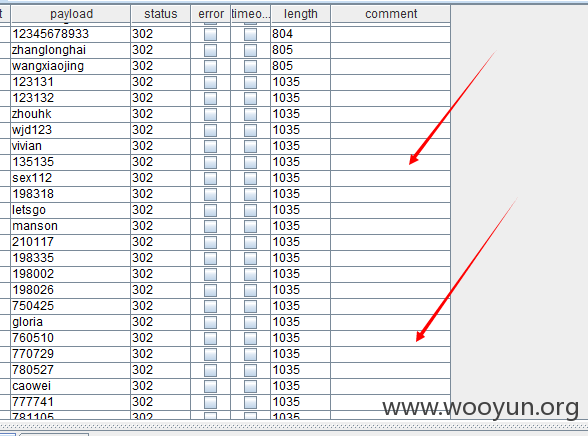 t payload status error timeo... length comment
12345678933 302 804
zhanglonghai 302 805
wangxiaojing 302 805
123131 302 1035
123132 302 1035
zhouhk 302 1035
wjd123 302 1035
vivian 302 1035
135135 302 1035
sex112 302 1035
198318 302 1035
letsgo 302 1035
manson 302 1035
210117 302 1035
198335 302 1035
198002 302 1035
198026 302 1035
750425 302 1035
gloria 302 1035
760510 302 1035
770729 302 1035
780527 302 1035
caowei 302 1035
777741 302 1035
781105 302 1035
www.wooyun.org